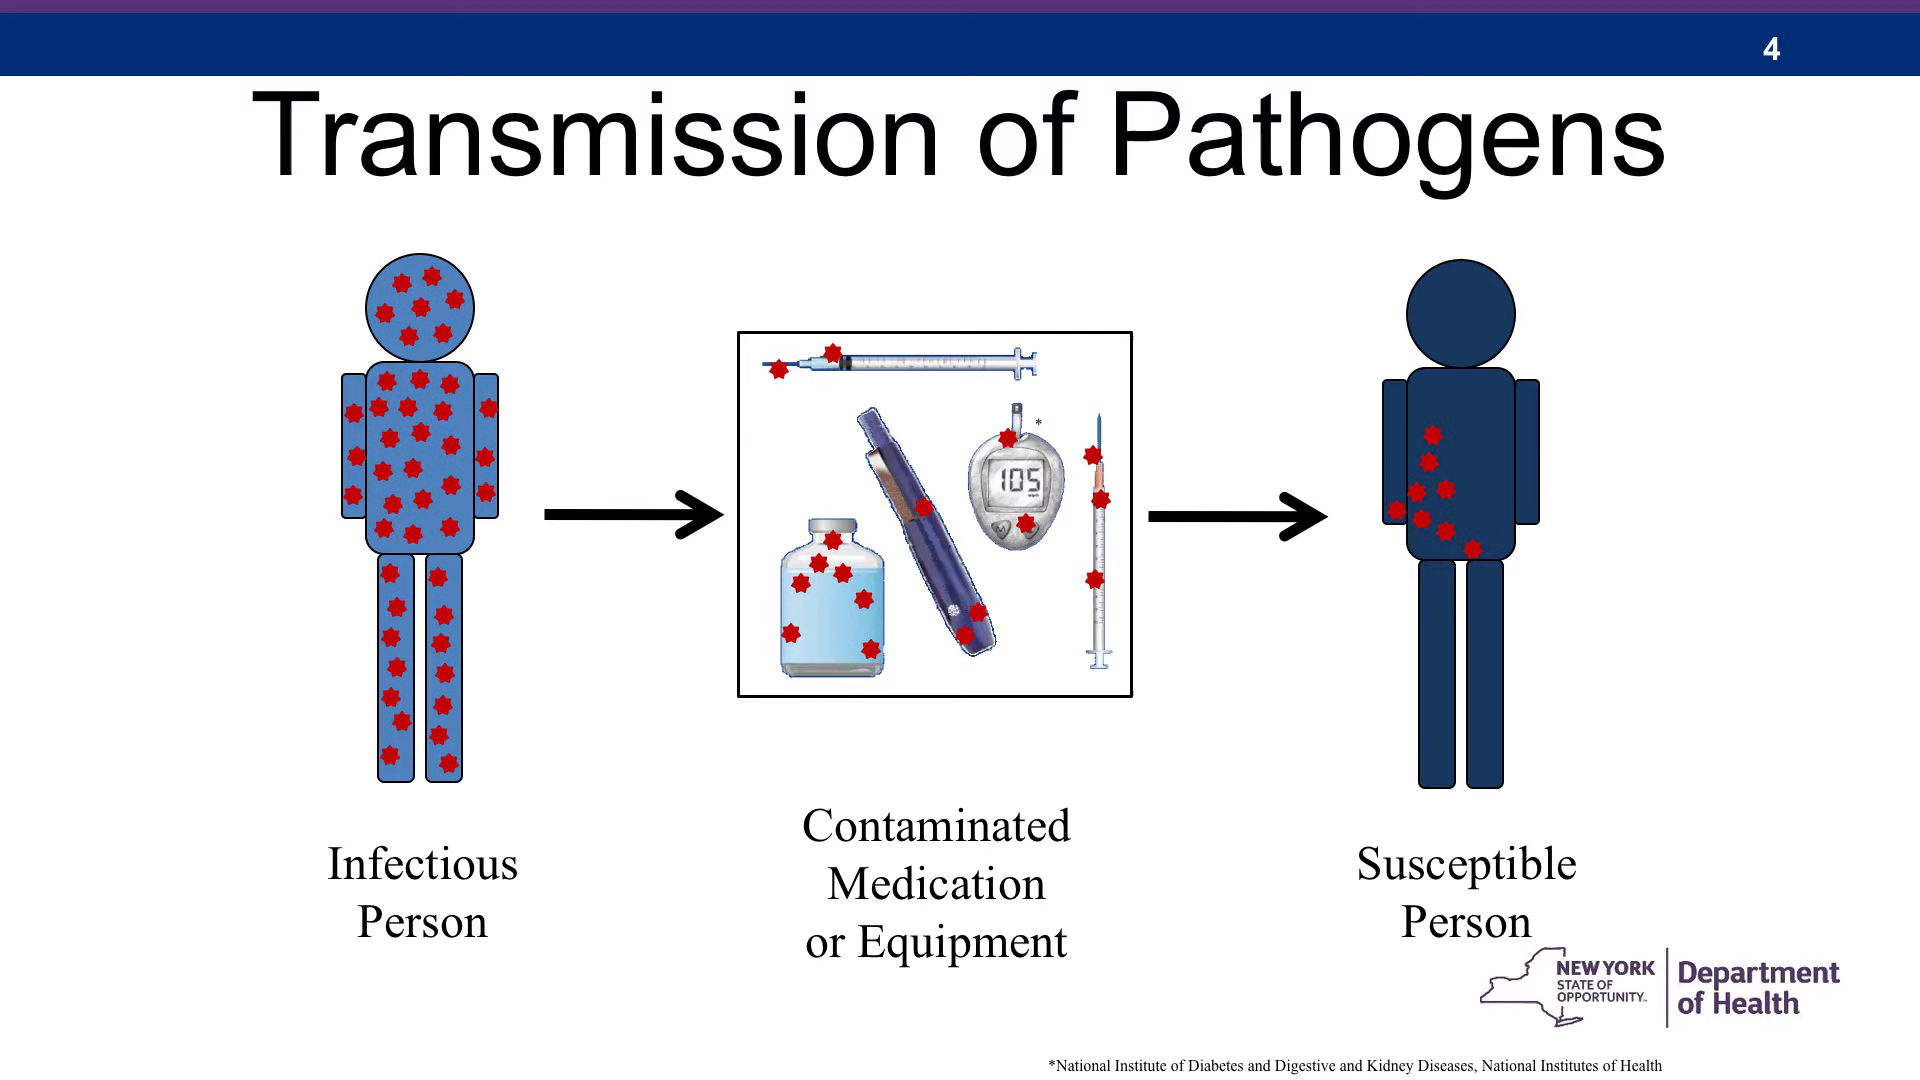 4
Transmission of Pathogens
*
105
Infectious
Person
Contaminated
Medication
or Equipment
Susceptible
Person
NEW YORK
STATE OF
OPPORTUNITY.
Department
of Health
*National Institute of Diabetes and Digestive and Kidney Diseases, National Institutes of Health